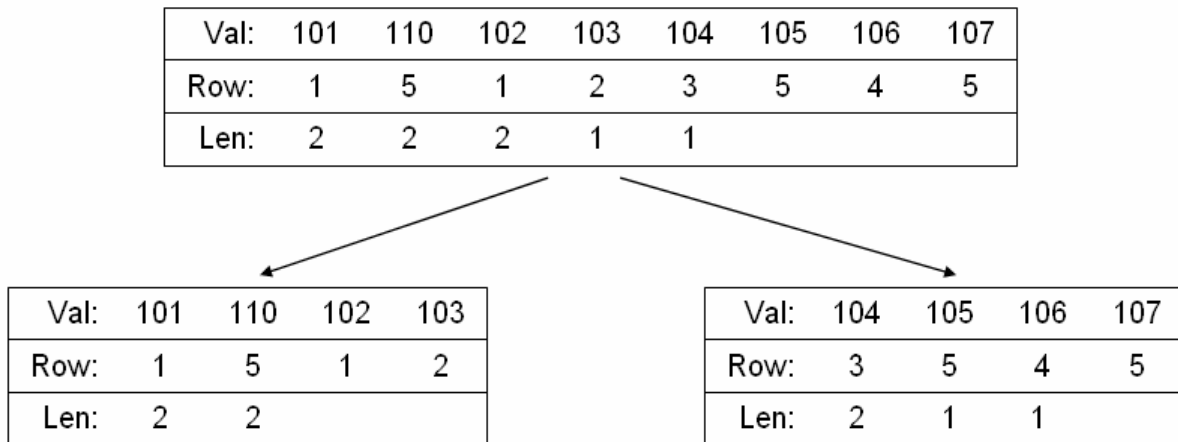 Val: 101 110 102 103 104 105 106 107
Row: 1 5 1 2 3 5 4 5
Len: 2 2 2 1 1
Val: 101 110 102 103
Row: 1 5 1 2
Len: 2 2
Val: 104 105 106 107
Row: 3 5 4 5
Len: 2 1 1